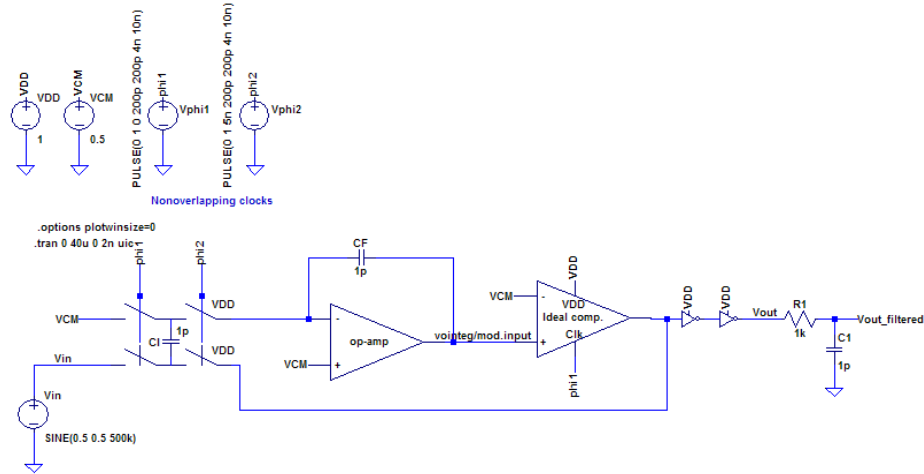 VDD
VDD
1
VCM
VCM
0.5
PULSE(0 1 0 200p 200p 4n 10n)
phi1
Vphi1
PULSE(0 1 5n 200p 200p 4n 10n)
phi2
Vphi2
Nonoverlapping clocks
.options plotwinsize=0
.tran 0 40u 0 2n uic
phi1
phi2
VDD
VCM
1p
CI
VDD
Vin
Vin
SINE(0.5 0.5 500k)
CF
1p
-
op-amp
+
VCM
vointeg/mod.input
VDD
VCM
-
VDD
Ideal comp.
+
Clk
phi1
VDD
VDD
Vout
R1
1k
Vout_filtered
C1
1p